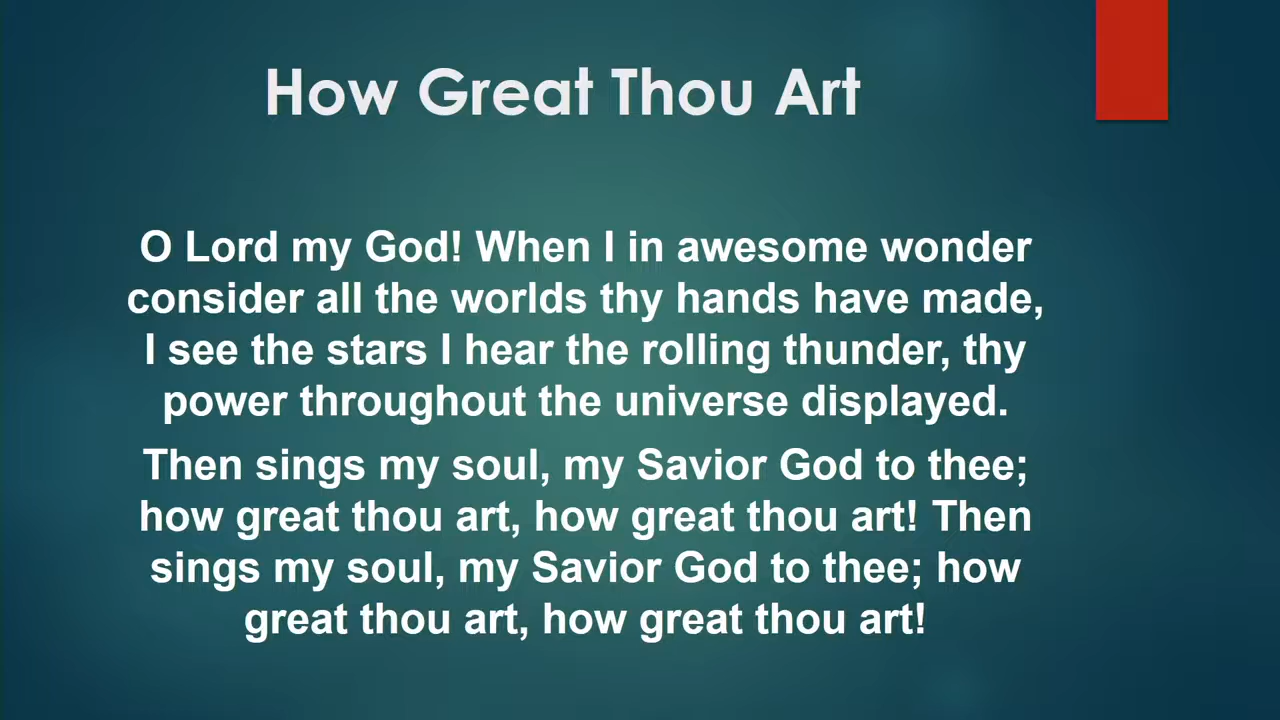 How Great Thou Art
O Lord my God! When I in awesome wonder
consider all the worlds thy hands have made,
I see the stars I hear the rolling thunder, thy
power throughout the universe displayed.
Then sings my soul, my Savior God to thee;
how great thou art, how great thou art! Then
sings my soul, my Savior God to thee; how
great thou art, how great thou art!